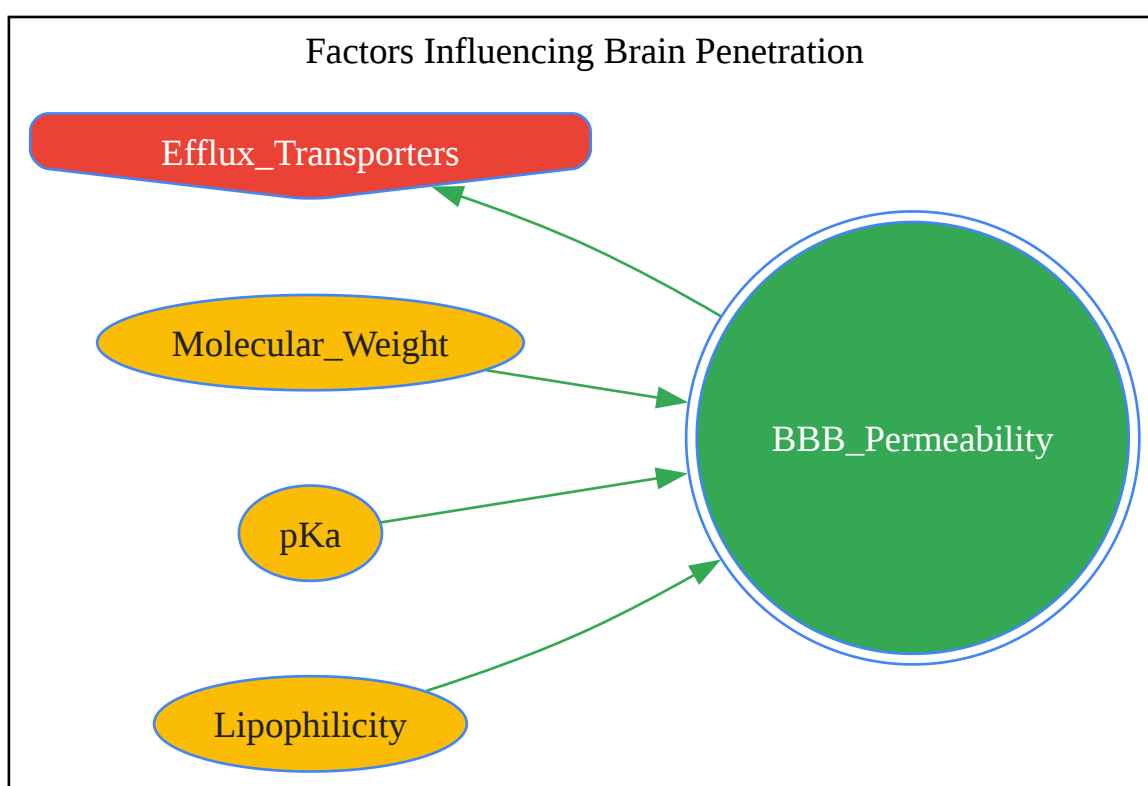 Factors Influencing Brain Penetration
Efflux_Transporters
Molecular_Weight
BBB_Permeability
pKa
Lipophilicity